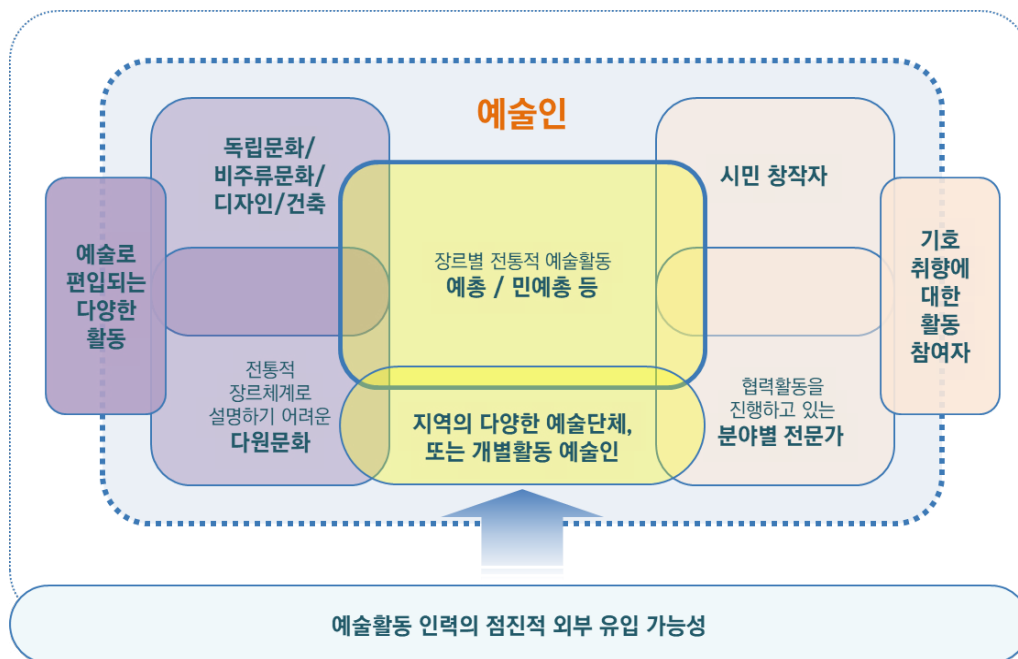 예술인
독립문화/
비주류문화/
디자인/건축
시민 창작자
예술로
편입되는
다양한
활동
장르별 전통적 예술활동
예총 / 민예총 등
기호
취향에
대한
활동
참여자
전통적
장르체계로
설명하기 어려운
다원문화
지역의 다양한 예술단체,
또는 개별활동 예술인
협력활동을
진행하고 있는
분야별 전문가
예술활동 인력의 점진적 외부 유입 가능성